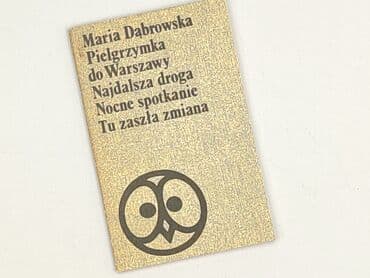 Maria Dąbrowska
Pielgrzymka
do Warszawy
Najdalsza droga
Nocne spotkanie
Tu zaszła zmiana